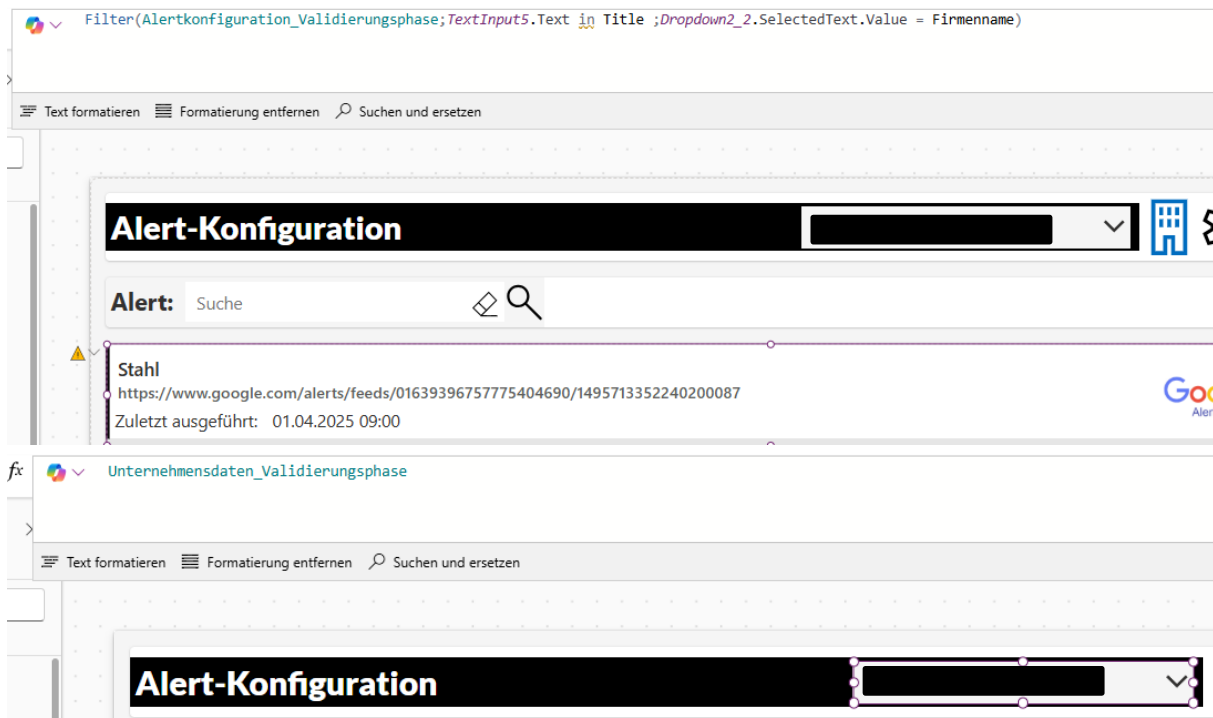 Filter(Alertkonfiguration_Validierungsphase;TextInput5.Text in Title ;Dropdown2_2.SelectedText.Value = Firmenname)
Text formatieren Formatierung entfernen Suchen und ersetzen
Alert-Konfiguration
Alert: Suche
Stahl
https://www.google.com/alerts/feeds/01639396757775404690/1495713352240200087
Zuletzt ausgeführt: 01.04.2025 09:00
fx Unternehmensdaten_Validierungsphase
Text formatieren Formatierung entfernen Suchen und ersetzen
Alert-Konfiguration